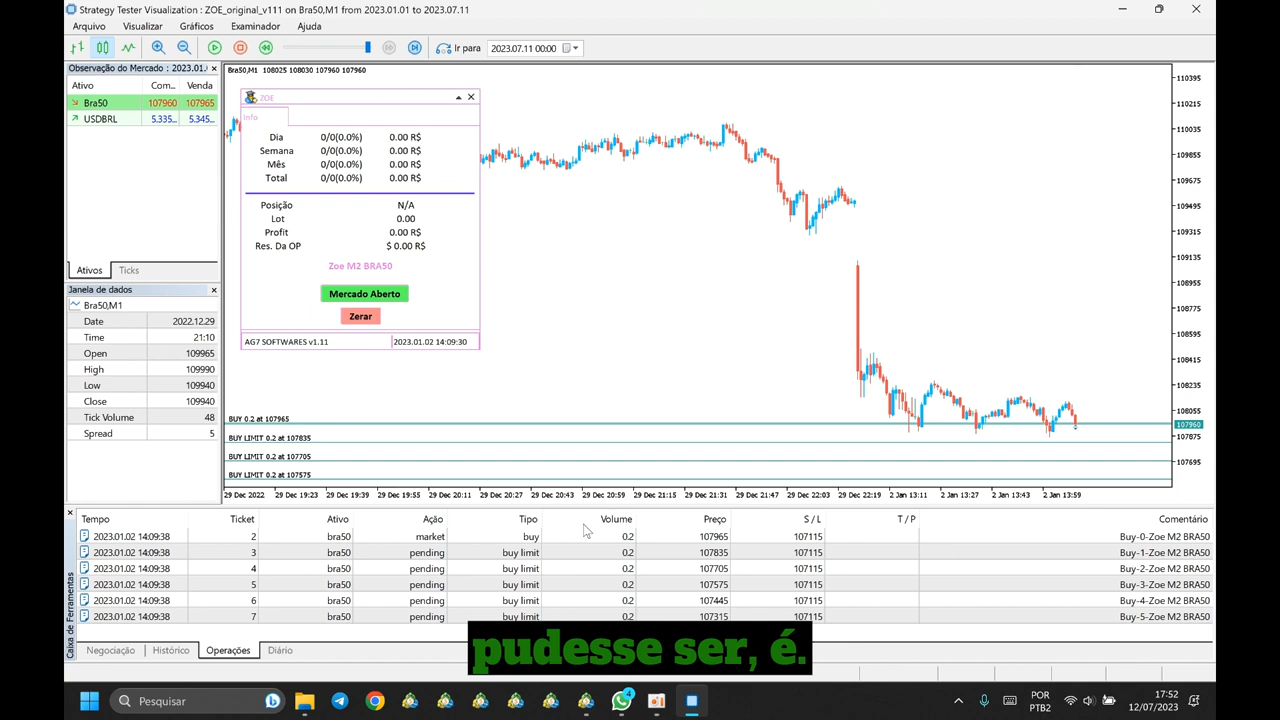 Strategy Tester Visualization : ZOE_original_v111 on Bra50,M1 from 2023.01.01 to 2023.07.11
Arquivo Visualizar Gráficos Examinador Ajuda
Ir para 2023.07.11 00:00
Observação do Mercado : 2023.01.
Ativo Com... Venda
Bra50 107960 107965
USDBRL 5.335... 5.345...
Ativos Ticks
Janela de dados
Bra50,M1
Date 2022.12.29
Time 21:10
Open 109965
High 109990
Low 109940
Close 109940
Tick Volume 48
Spread 5
Bra50,M1 108025 108030 107960 107960
ZOE
Info
Dia 0/0(0.0%) 0.00 R$
Semana 0/0(0.0%) 0.00 R$
Mês 0/0(0.0%) 0.00 R$
Total 0/0(0.0%) 0.00 R$
Posição N/A
Lot 0.00
Profit 0.00 R$
Res. Da OP $ 0.00 R$
Zoe M2 BRA50
Mercado Aberto
Zerar
AG7 SOFTWARES v1.11 2023.01.02 14:09:30
BUY 0.2 at 107965
BUY LIMIT 0.2 at 107835
BUY LIMIT 0.2 at 107705
BUY LIMIT 0.2 at 107575
110395
110215
110035
109855
109675
109495
109315
109135
108955
108775
108595
108415
108235
108055
107960
107875
107695
29 Dec 2022 29 Dec 19:23 29 Dec 19:39 29 Dec 19:55 29 Dec 20:11 29 Dec 20:27 29 Dec 20:43 29 Dec 20:59 29 Dec 21:15 29 Dec 21:31 29 Dec 21:47 29 Dec 22:03 29 Dec 22:19 2 Jan 13:11 2 Jan 13:27 2 Jan 13:43 2 Jan 13:59
Tempo Ticket Ativo Ação Tipo Volume Preço S / L T / P Comentário
2023.01.02 14:09:38 2 bra50 market buy 0.2 107965 107115 Buy-0-Zoe M2 BRA50
2023.01.02 14:09:38 3 bra50 pending buy limit 0.2 107835 107115 Buy-1-Zoe M2 BRA50
2023.01.02 14:09:38 4 bra50 pending buy limit 0.2 107705 107115 Buy-2-Zoe M2 BRA50
2023.01.02 14:09:38 5 bra50 pending buy limit 0.2 107575 107115 Buy-3-Zoe M2 BRA50
2023.01.02 14:09:38 6 bra50 pending buy limit 0.2 107445 107115 Buy-4-Zoe M2 BRA50
2023.01.02 14:09:38 7 bra50 pending buy limit 0.2 107315 107115 Buy-5-Zoe M2 BRA50
Caixa de Ferramentas
Negociação Histórico Operações Diário
pudesse ser, é.
Pesquisar
4
POR
PTB2
17:52
12/07/2023